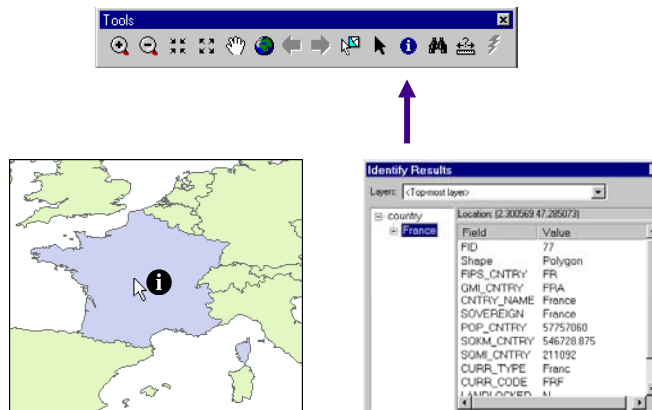 Tools
i
i
Identify Results
Layers: <Top-most layer>
country
France
Location: (2.300569 47.285073)
Field Value
FID 77
Shape Polygon
FIPS_CNTRY FR
GMI_CNTRY FRA
CNTRY_NAME France
SOVEREIGN France
POP_CNTRY 57757060
SQKM_CNTRY 546728.875
SQMI_CNTRY 211092
CURR_TYPE Franc
CURR_CODE FRF
LANDLOCKED N